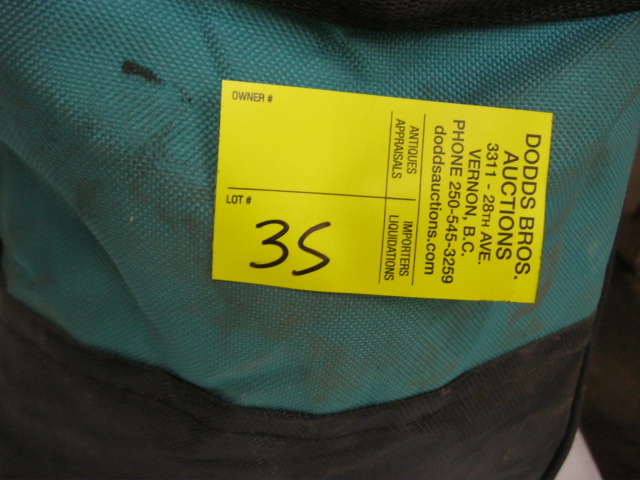 OWNER #
LOT #
35
ANTIQUES
APPRAISALS
IMPORTERS
LIQUIDATIONS
DODDS BROS.
AUCTIONS
3311 - 28TH AVE.
VERNON, B.C.
PHONE 250-545-3259
doddsauctions.com